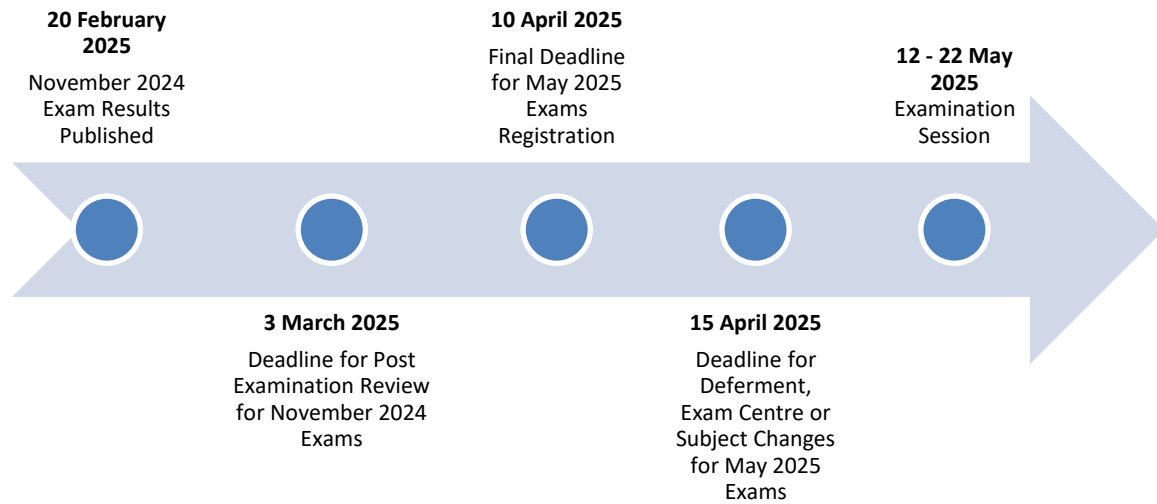 20 February
2025
November 2024
Exam Results
Published
3 March 2025
Deadline for Post
Examination Review
for November 2024
Exams
10 April 2025
Final Deadline
for May 2025
Exams
Registration
15 April 2025
Deadline for
Deferment,
Exam Centre or
Subject Changes
for May 2025
Exams
12 - 22 May
2025
Examination
Session